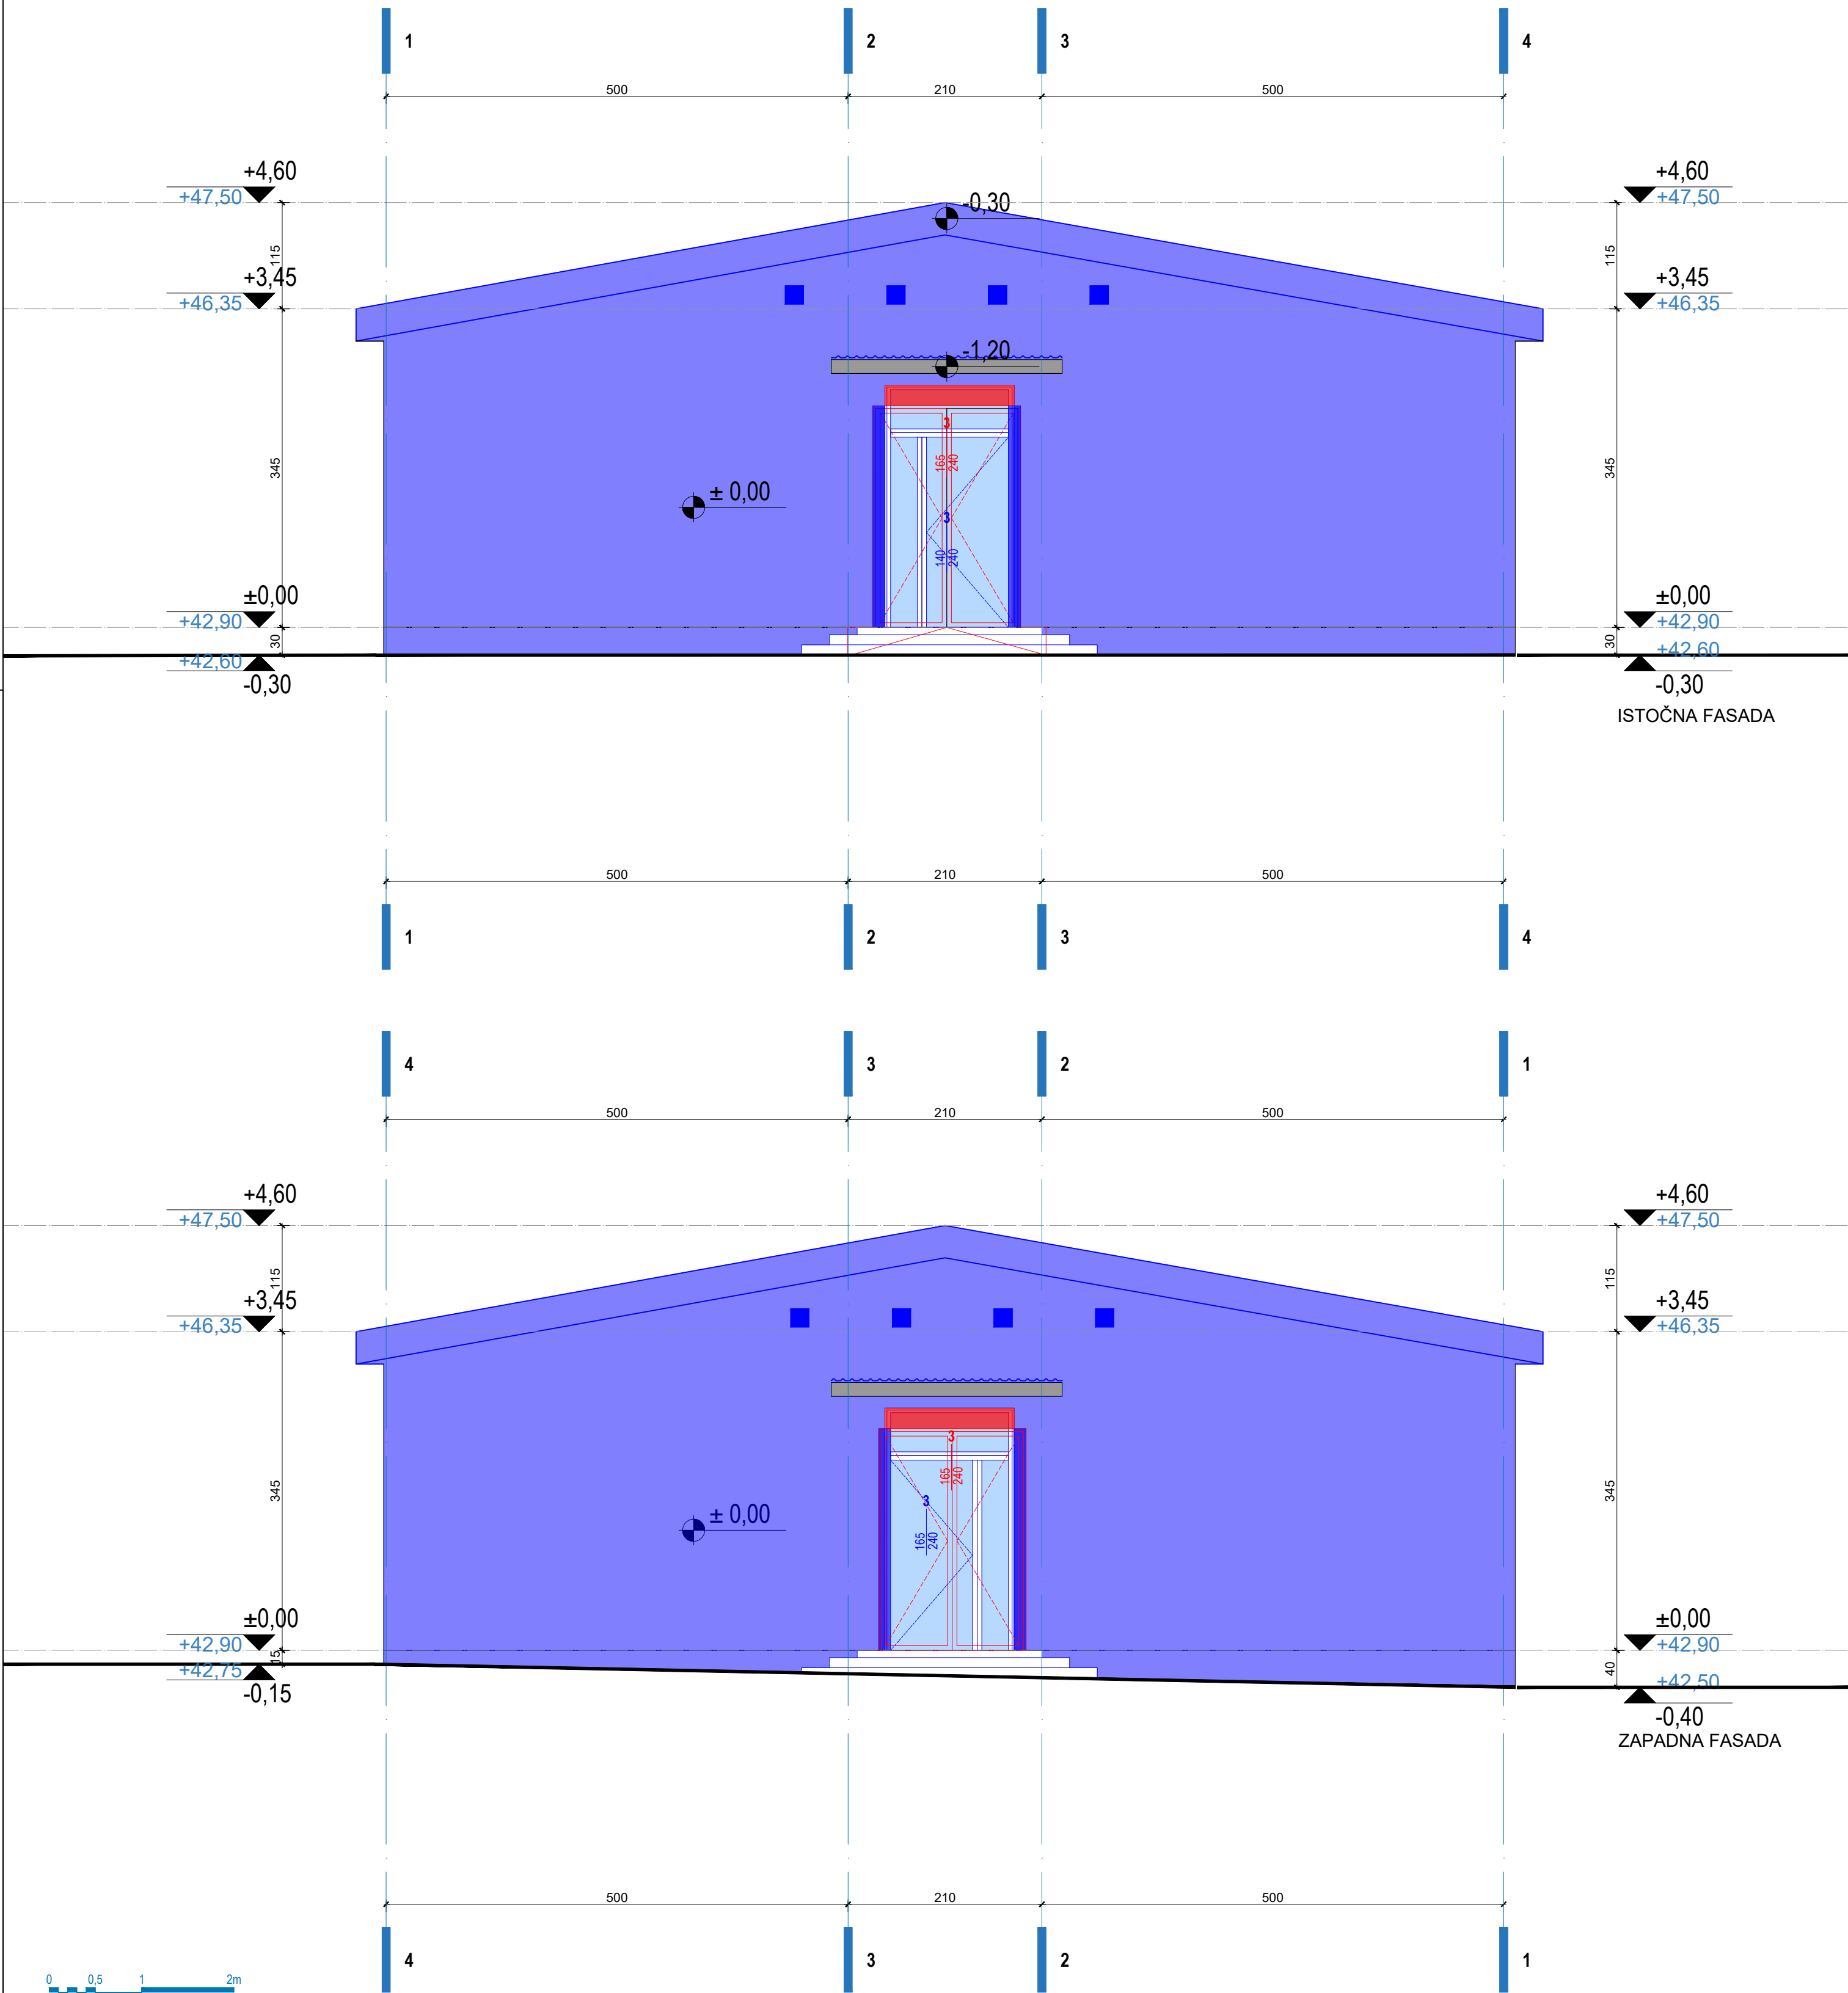 1 2 3 4
500 210 500
+4,60 +4,60
+47,50 -0,30 +47,50
115 115
+3,45 +3,45
+46,35 +46,35
-1,20
3
165 240
345 345
± 0,00
3
140 240
±0,00 ±0,00
+42,90 +42,90
30 30
+42,60 +42,60
-0,30 -0,30
ISTOČNA FASADA
500 210 500
1 2 3 4
4 3 2 1
500 210 500
+4,60 +4,60
+47,50 +47,50
115 115
+3,45 +3,45
+46,35 +46,35
3
165 240
345 345
3
± 0,00
165 240
±0,00 ±0,00
+42,90 +42,90
15 40
+42,75 +42,50
-0,15 -0,40
ZAPADNA FASADA
500 210 500
4 3 2 1
0 0,5 1 2m